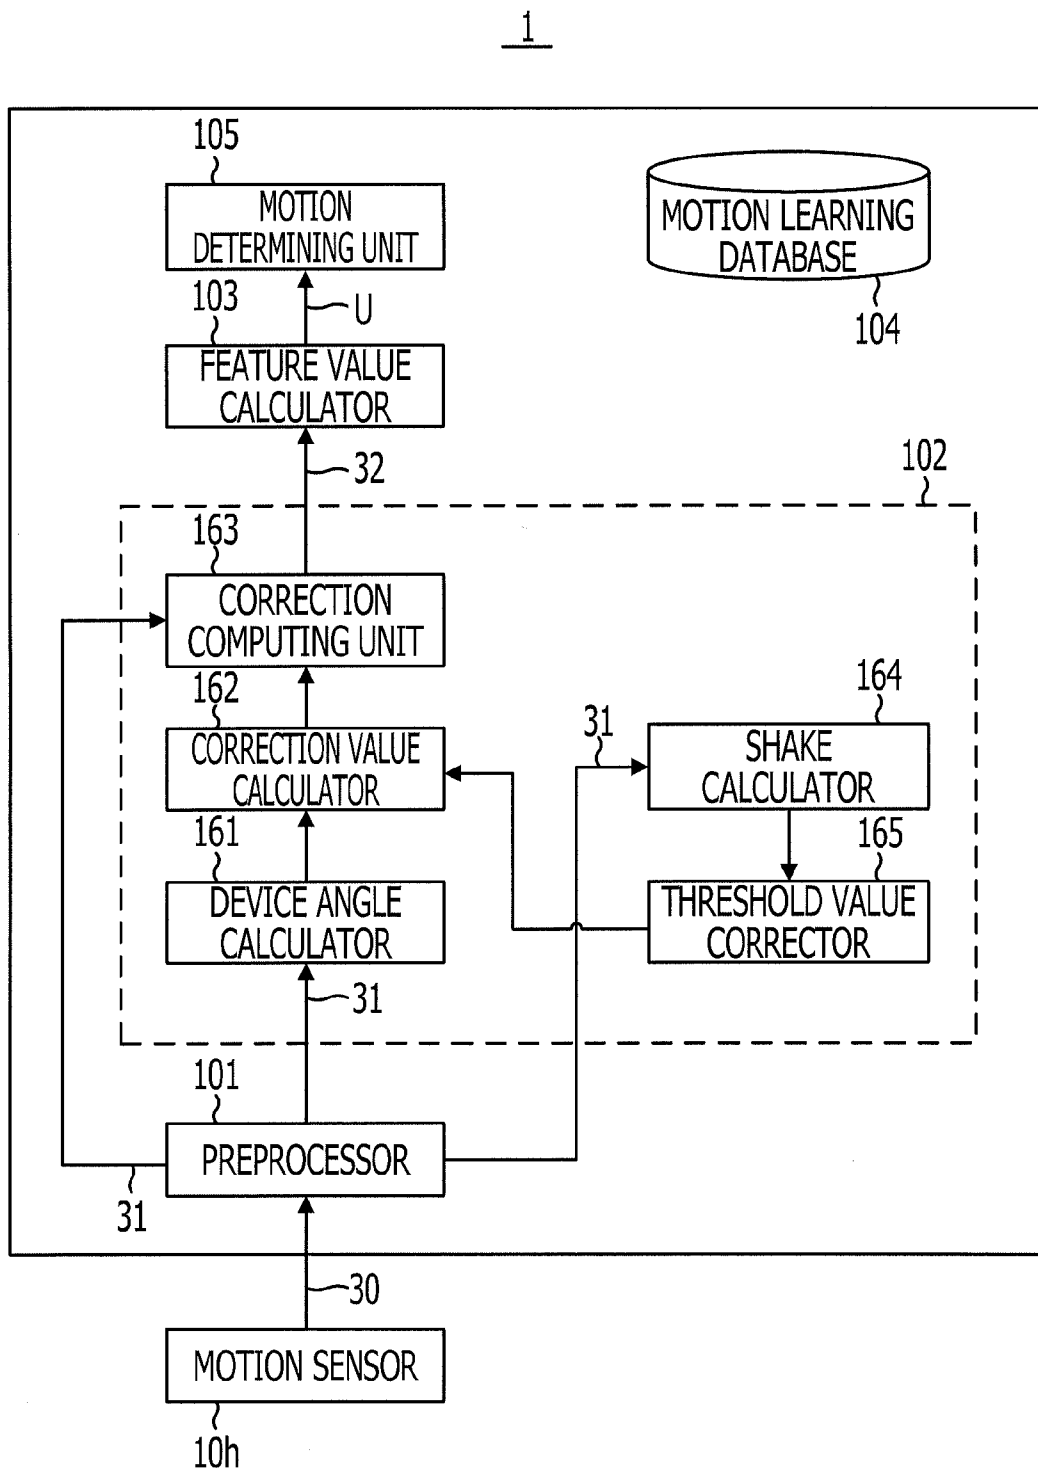 1
105
MOTION
DETERMINING UNIT
MOTION LEARNING
DATABASE
104
103
U
FEATURE VALUE
CALCULATOR
32
102
163
CORRECTION
COMPUTING UNIT
162
164
31
CORRECTION VALUE
CALCULATOR
SHAKE
CALCULATOR
161
165
DEVICE ANGLE
CALCULATOR
THRESHOLD VALUE
CORRECTOR
31
101
PREPROCESSOR
31
30
MOTION SENSOR
10h